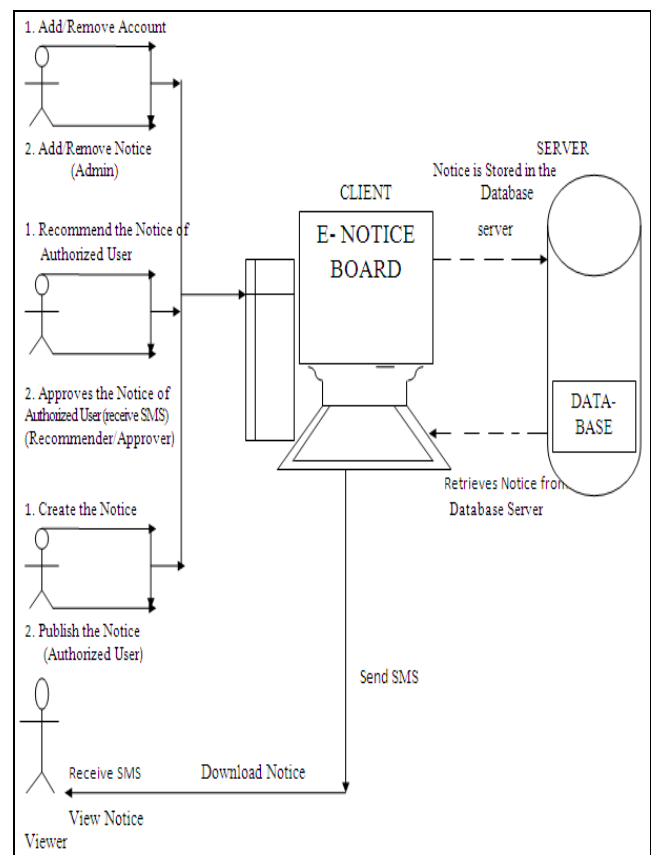 1. Add/Remove Account
2. Add/Remove Notice
(Admin)
1. Recommend the Notice of
Authorized User
2. Approves the Notice of
Authorized User (receive SMS)
(Recommender/Approver)
1. Create the Notice
2. Publish the Notice
(Authorized User)
Receive SMS
Download Notice
View Notice
Viewer
Send SMS
CLIENT
E- NOTICE
BOARD
SERVER
Notice is Stored in the
Database
server
DATA-
BASE
Retrieves Notice from
Database Server